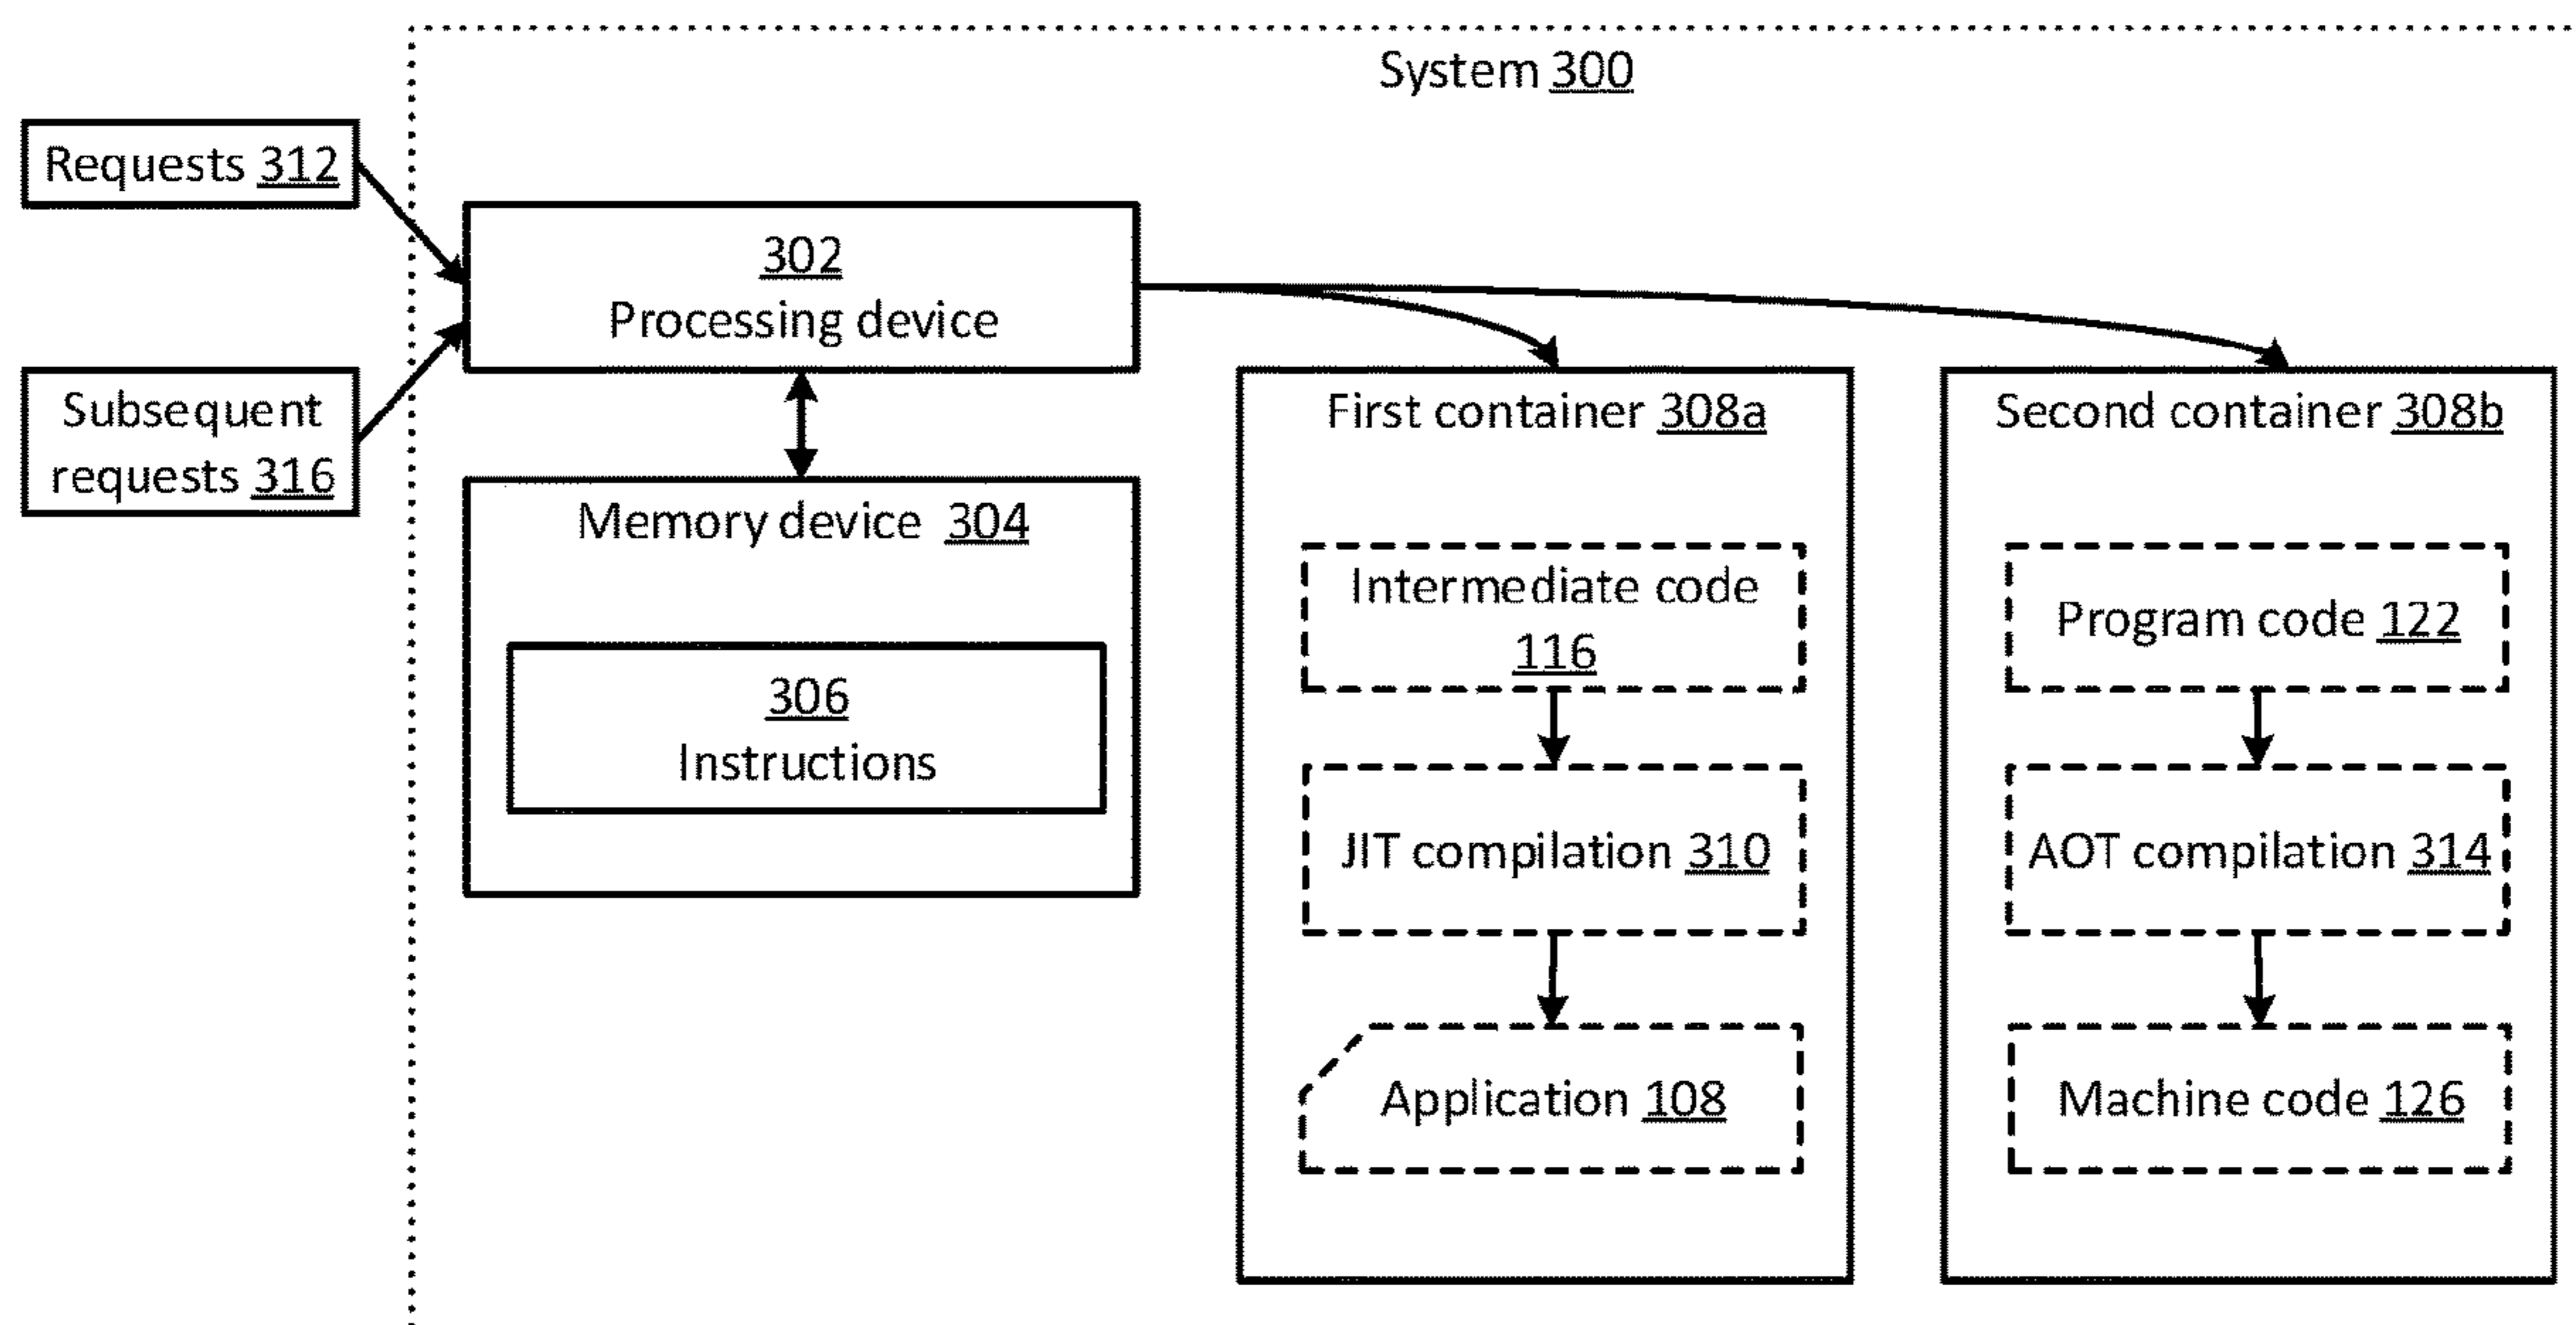 System 300
Requests 312
Subsequent
requests 316
302
Processing device
Memory device 304
306
Instructions
First container 308a
Intermediate code
116
JIT compilation 310
Application 108
Second container 308b
Program code 122
AOT compilation 314
Machine code 126